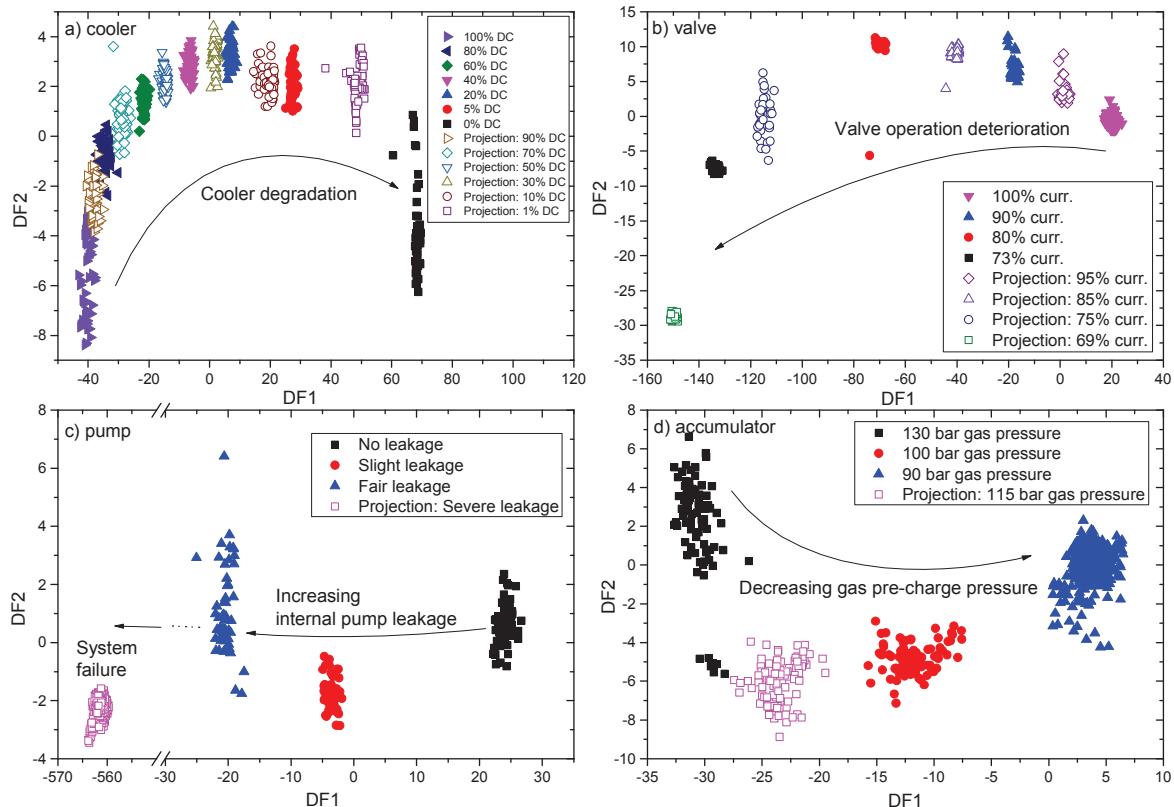 a) cooler
100% DC
80% DC
60% DC
40% DC
20% DC
5% DC
0% DC
Projection: 90% DC
Projection: 70% DC
Projection: 50% DC
Projection: 30% DC
Projection: 10% DC
Projection: 1% DC
Cooler degradation
4
2
0
-2
-4
-6
-8
DF2
-40
-20
0
20
40
60
80
100
120
DF1
b) valve
Valve operation deterioration
100% curr.
90% curr.
80% curr.
73% curr.
Projection: 95% curr.
Projection: 85% curr.
Projection: 75% curr.
Projection: 69% curr.
15
10
5
0
-5
-10
-15
-20
-25
-30
-35
DF2
-160
-140
-120
-100
-80
-60
-40
-20
0
20
40
DF1
c) pump
No leakage
Slight leakage
Fair leakage
Projection: Severe leakage
Increasing
internal pump leakage
System
failure
8
6
4
2
0
-2
-4
DF2
-570
-560
-30
-20
-10
0
10
20
30
DF1
d) accumulator
130 bar gas pressure
100 bar gas pressure
90 bar gas pressure
Projection: 115 bar gas pressure
Decreasing gas pre-charge pressure
8
6
4
2
0
-2
-4
-6
-8
-10
DF2
-35
-30
-25
-20
-15
-10
-5
0
5
10
DF1